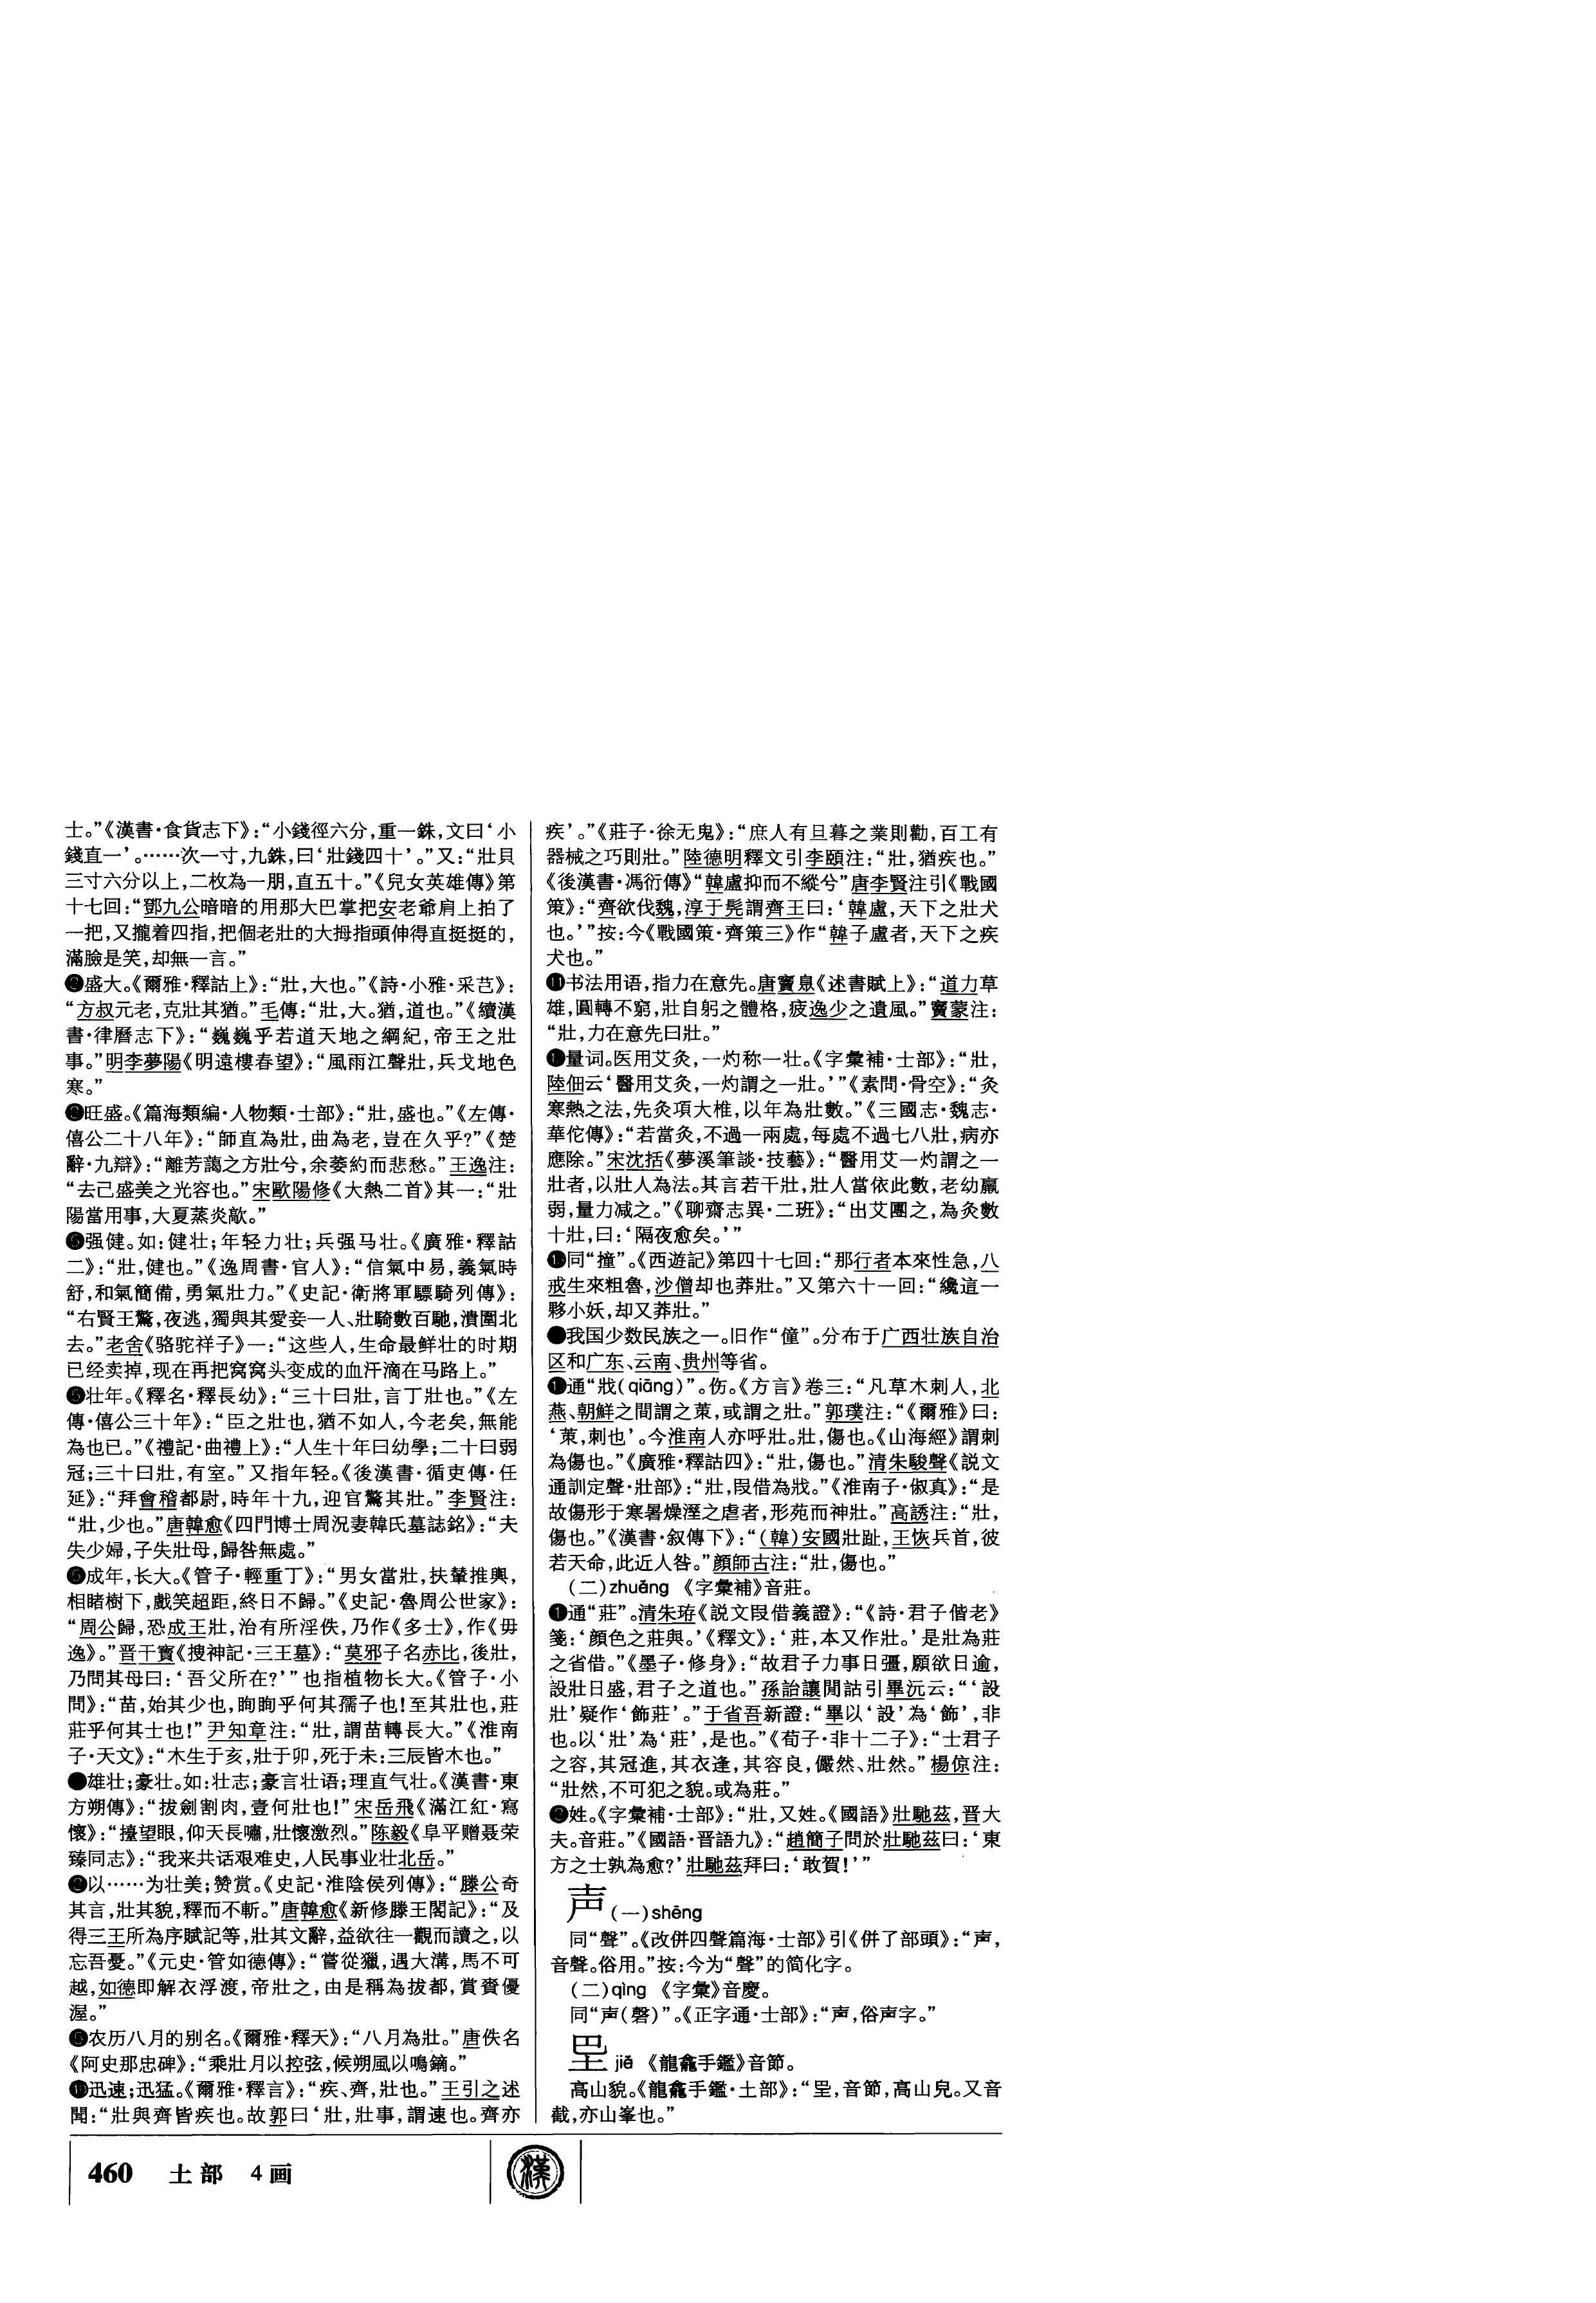 士。”《漢書·食貨志下》：“小錢徑六分，重一銖，文曰‘小
錢直一’。……次一寸，九銖，曰‘壯錢四十’。”又：“壯貝
三寸六分以上，二枚為一朋，直五十。”《兒女英雄傳》第
十七回：“鄧九公暗暗的用那大巴掌把安老爺肩上拍了
一把，又攏着四指，把個老壯的大拇指頭伸得直挺挺的，
滿臉是笑，却無一言。”
盛大。《爾雅·釋詁上》：“壯，大也。”《詩·小雅·采芑》：
“方叔元老，克壯其猶。”毛傳：“壯，大。猶，道也。”《續漢
書·律曆志下》：“巍巍乎若道天地之綱紀，帝王之壯
事。”明李夢陽《明遠樓春望》：“風雨江聲壯，兵戈地色
寒。”
旺盛。《篇海類編·人物類·士部》：“壯，盛也。”《左傳·
僖公二十八年》：“師直為壯，曲為老，豈在久乎？”《楚
辭·九辯》：“離芳藹之方壯兮，余萎約而悲愁。”王逸注：
“去己盛美之光容也。”宋歐陽修《大熱二首》其一：“壯
陽當用事，大夏蒸炎歊。”
强健。如：健壮；年轻力壮；兵强马壮。《廣雅·釋詁
二》：“壯，健也。”《逸周書·官人》：“信氣中易，義氣時
舒，和氣簡備，勇氣壯力。”《史記·衛將軍驃騎列傳》：
“右賢王驚，夜逃，獨與其愛妾一人、壯騎數百馳，潰圍北
去。”老舍《骆驼祥子》一：“这些人，生命最鲜壮的时期
已经卖掉，现在再把窝窝头变成的血汗滴在马路上。”
壮年。《釋名·釋長幼》：“三十曰壯，言丁壯也。”《左
傳·僖公三十年》：“臣之壯也，猶不如人，今老矣，無能
為也已。”《禮記·曲禮上》：“人生十年曰幼學；二十曰弱
冠；三十曰壯，有室。”又指年轻。《後漢書·循吏傳·任
延》：“拜會稽都尉，時年十九，迎官驚其壯。”李賢注：
“壯，少也。”唐韓愈《四門博士周況妻韓氏墓誌銘》：“夫
失少婦，子失壯母，歸咎無處。”
成年，长大。《管子·輕重丁》：“男女當壯，扶輦推輿，
相睹樹下，戲笑超距，終日不歸。”《史記·魯周公世家》：
“周公歸，恐成王壯，治有所淫佚，乃作《多士》，作《毋
逸》。”晋干寶《搜神記·三王墓》：“莫邪子名赤比，後壯，
乃問其母曰：‘吾父所在？’”也指植物长大。《管子·小
問》：“苗，始其少也，眴眴乎何其孺子也！至其壯也，莊
莊乎何其士也！”尹知章注：“壯，謂苗轉長大。”《淮南
子·天文》：“木生于亥，壯于卯，死于未：三辰皆木也。”
雄壮；豪壮。如：壮志；豪言壮语；理直气壮。《漢書·東
方朔傳》：“拔劍割肉，壹何壯也！”宋岳飛《滿江紅·寫
懷》：“擡望眼，仰天長嘯，壯懷激烈。”陈毅《阜平赠聂荣
臻同志》：“我来共话艰难史，人民事业壮北岳。”
以……为壮美；赞赏。《史記·淮陰侯列傳》：“滕公奇
其言，壯其貌，釋而不斬。”唐韓愈《新修滕王閣記》：“及
得三王所為序賦記等，壯其文辭，益欲往一觀而讀之，以
忘吾憂。”《元史·管如德傳》：“嘗從獵，遇大溝，馬不可
越，如德即解衣浮渡，帝壯之，由是稱為拔都，賞賚優
渥。”
农历八月的别名。《爾雅·釋天》：“八月為壯。”唐佚名
《阿史那忠碑》：“乘壯月以控弦，候朔風以鳴鏑。”
迅速；迅猛。《爾雅·釋言》：“疾、齊，壯也。”王引之述
聞：“壯與齊皆疾也。故郭曰‘壯，壯事，謂速也。齊亦
疾’。”《莊子·徐无鬼》：“庶人有旦暮之業則勸，百工有
器械之巧則壯。”陸德明釋文引李頤注：“壯，猶疾也。”
《後漢書·馮衍傳》“韓盧抑而不縱兮”唐李賢注引《戰國
策》：“齊欲伐魏，淳于髡謂齊王曰：‘韓盧，天下之壯犬
也。’”按：今《戰國策·齊策三》作“韓子盧者，天下之疾
犬也。”
⓫书法用语，指力在意先。唐竇臮《述書賦上》：“道力草
雄，圓轉不窮，壯自躬之體格，疲逸少之遺風。”竇蒙注：
“壯，力在意先曰壯。”
量词。医用艾灸，一灼称一壮。《字彙補·士部》：“壯，
陸佃云‘醫用艾灸，一灼謂之一壯。’”《素問·骨空》：“灸
寒熱之法，先灸項大椎，以年為壯數。”《三國志·魏志·
華佗傳》：“若當灸，不過一兩處，每處不過七八壯，病亦
應除。”宋沈括《夢溪筆談·技藝》：“醫用艾一灼謂之一
壯者，以壯人為法。其言若干壯，壯人當依此數，老幼羸
弱，量力減之。”《聊齋志異·二班》：“出艾團之，為灸數
十壯，曰：‘隔夜愈矣。’”
同“撞”。《西遊記》第四十七回：“那行者本來性急，八
戒生來粗魯，沙僧却也莽壯。”又第六十一回：“纔這一
夥小妖，却又莽壯。”
我国少数民族之一。旧作“僮”。分布于广西壮族自治
区和广东、云南、贵州等省。
通“戕(qiāng)”。伤。《方言》卷三：“凡草木刺人，北
燕、朝鮮之間謂之茦，或謂之壯。”郭璞注：“《爾雅》曰：
‘茦，刺也’。今淮南人亦呼壯。壯，傷也。《山海經》謂刺
為傷也。”《廣雅·釋詁四》：“壯，傷也。”清朱駿聲《説文
通訓定聲·壯部》：“壯，叚借為戕。”《淮南子·俶真》：“是
故傷形于寒暑燥溼之虐者，形苑而神壯。”高誘注：“壯，
傷也。”《漢書·叙傳下》：“(韓)安國壯趾，王恢兵首，彼
若天命，此近人咎。”顔師古注：“壯，傷也。”
(二)zhuāng 《字彙補》音莊。
❶通“莊”。清朱珔《説文叚借義證》：“《詩·君子偕老》
箋：‘顔色之莊與。’《釋文》：‘莊，本又作壯。’是壯為莊
之省借。”《墨子·修身》：“故君子力事日彊，願欲日逾，
設壯日盛，君子之道也。”孫詒讓閒詁引畢沅云：“‘設
壯’疑作‘飾莊’。”于省吾新證：“畢以‘設’為‘飾’，非
也。以‘壯’為‘莊’，是也。”《荀子·非十二子》：“士君子
之容，其冠進，其衣逢，其容良，儼然、壯然。”楊倞注：
“壯然，不可犯之貌。或為莊。”
❷姓。《字彙補·士部》：“壯，又姓。《國語》壯馳茲，晋大
夫。音莊。”《國語·晋語九》：“趙簡子問於壯馳茲曰：‘東
方之士孰為愈？’壯馳茲拜曰：‘敢賀！’”
声 (一)shēng
同“聲”。《改併四聲篇海·士部》引《併了部頭》：“声，
音聲。俗用。”按：今为“聲”的简化字。
(二)qìng 《字彙》音慶。
同“声(磬)”。《正字通·士部》：“声，俗声字。”
jiē 《龍龕手鑑》音節。
高山貌。《龍龕手鑑·土部》：“，音節，高山皃。又音
截，亦山峯也。”
460 土部 4画
漢